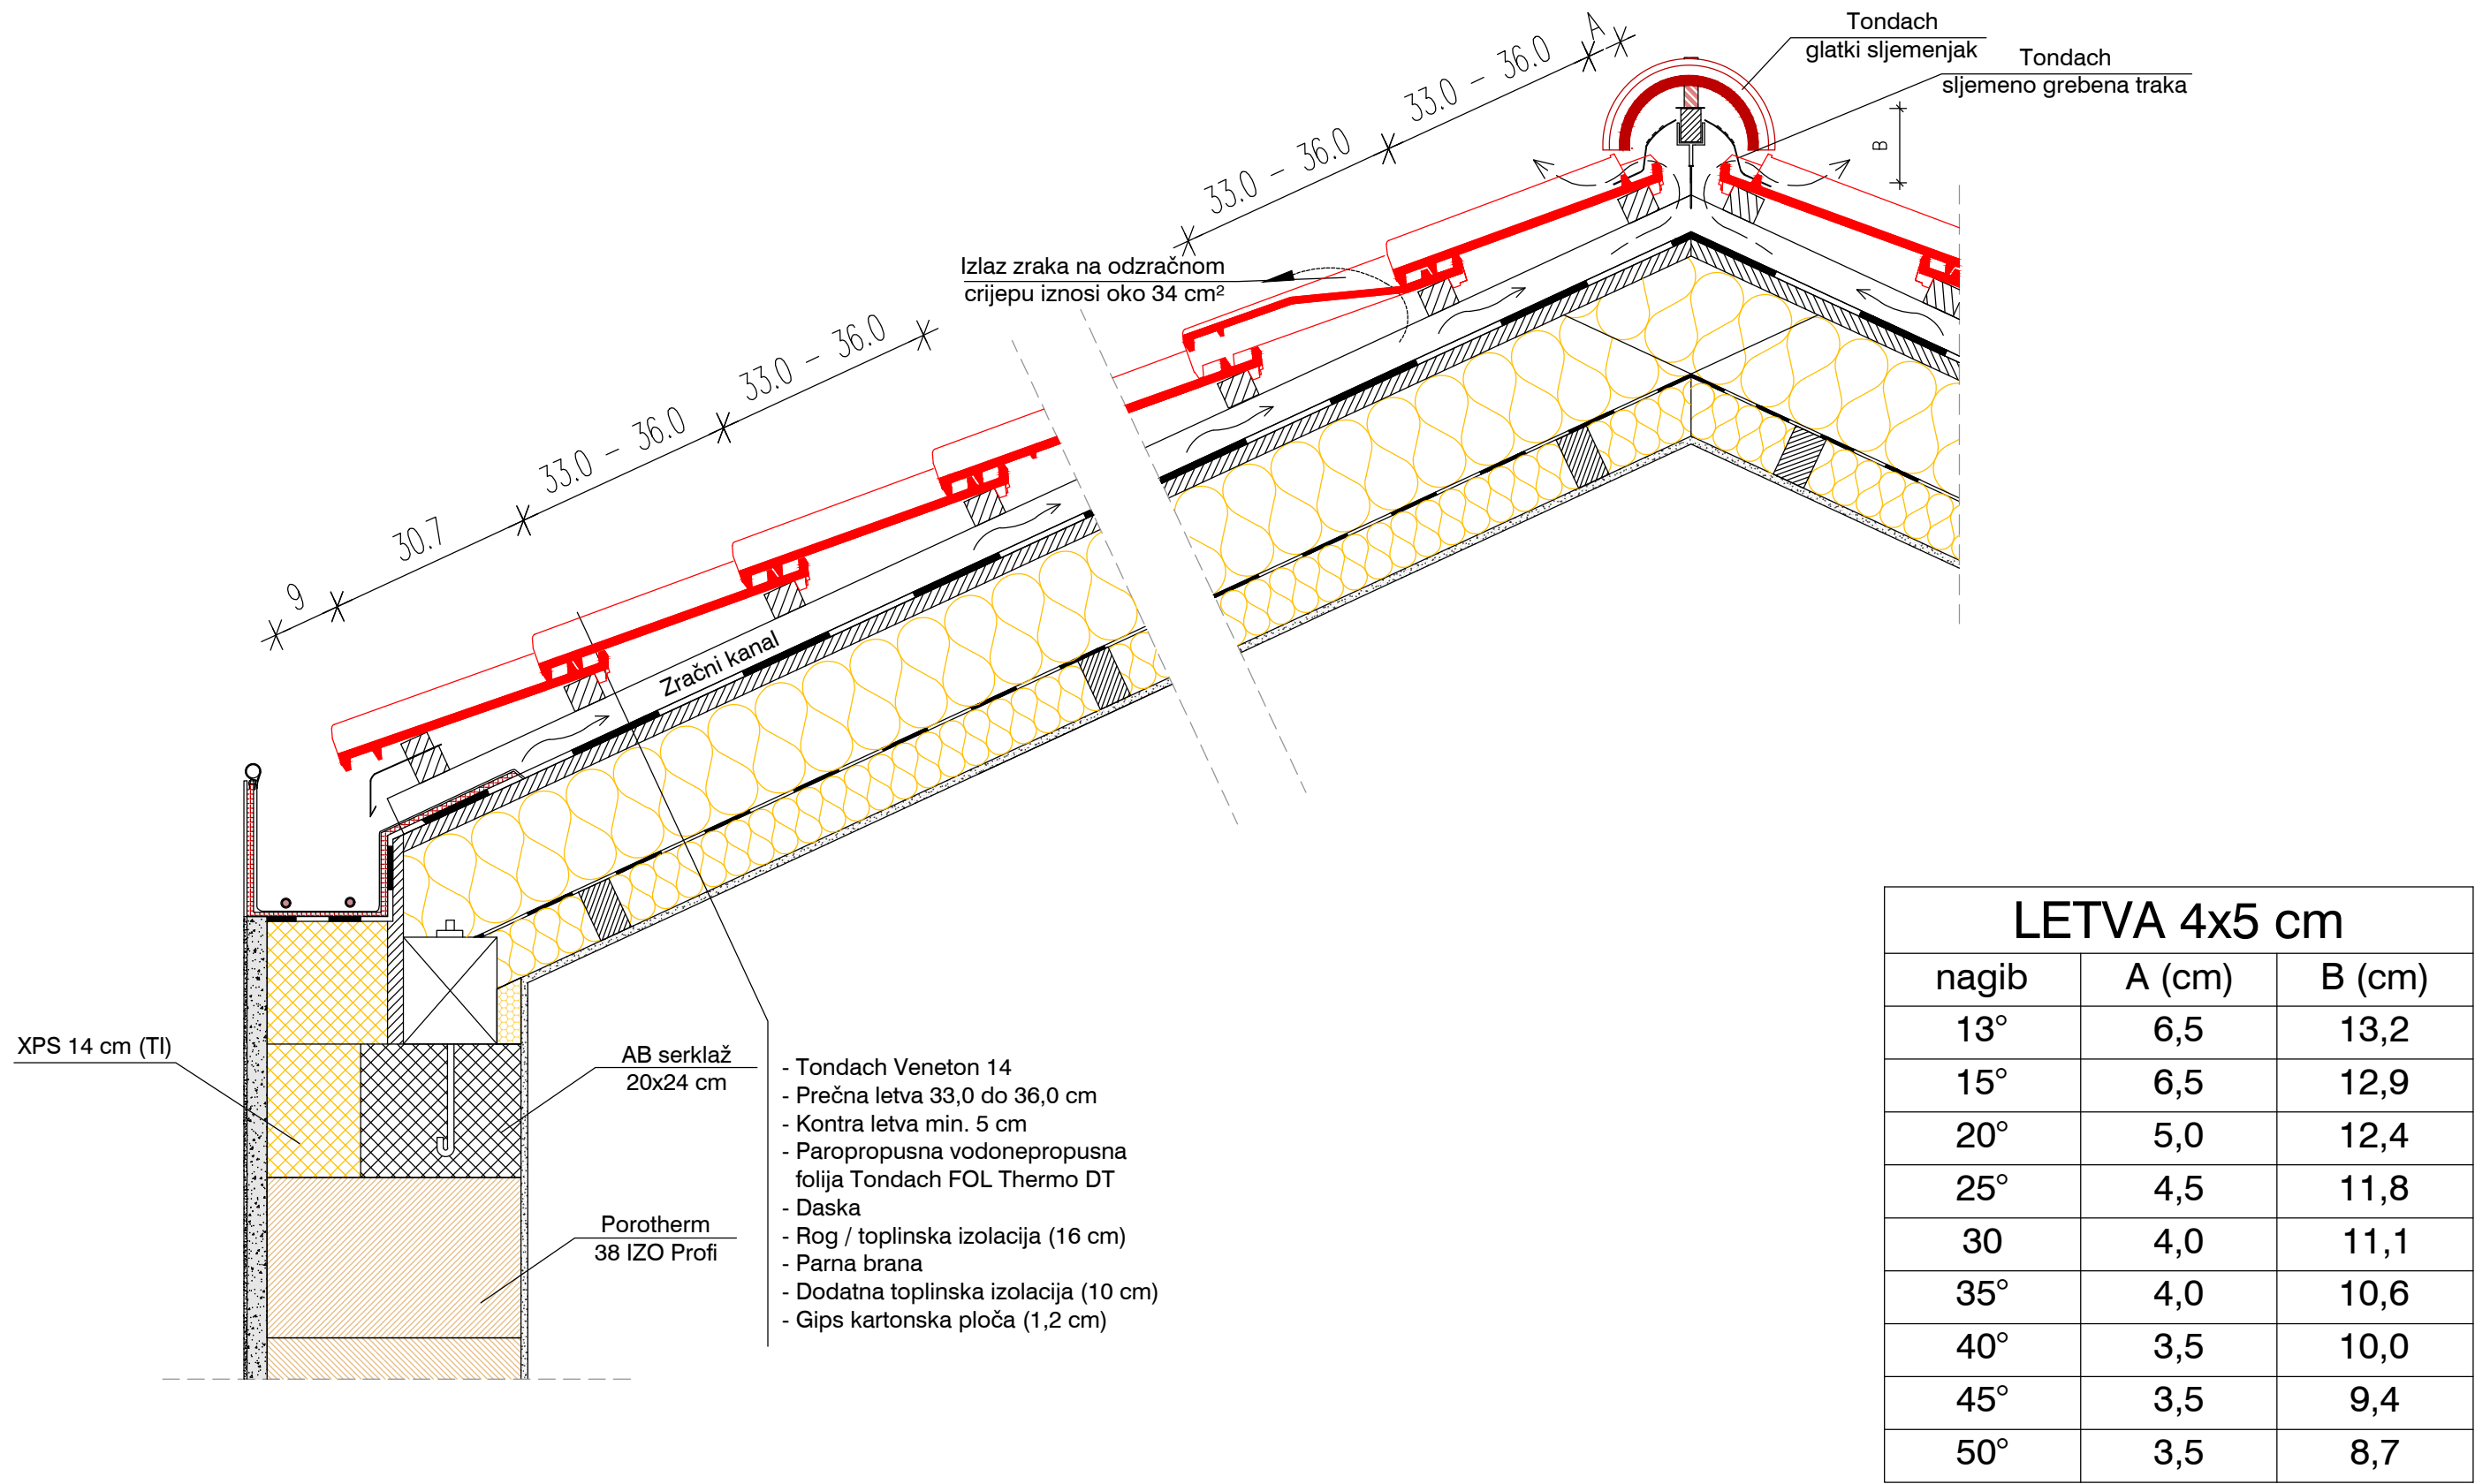 Tondach
glatki sljemenjak
Tondach
sljemeno grebena traka
A
33.0 - 36.0
33.0 - 36.0
B
Izlaz zraka na odzračnom
crijepu iznosi oko 34 cm²
33.0 - 36.0
33.0 - 36.0
30.7
9
Zračni kanal
XPS 14 cm (TI)
AB serklaž
20x24 cm
Porotherm
38 IZO Profi
- Tondach Veneton 14
- Prečna letva 33,0 do 36,0 cm
- Kontra letva min. 5 cm
- Paropropusna vodonepropusna
folija Tondach FOL Thermo DT
- Daska
- Rog / toplinska izolacija (16 cm)
- Parna brana
- Dodatna toplinska izolacija (10 cm)
- Gips kartonska ploča (1,2 cm)
LETVA 4x5 cm
nagib A (cm) B (cm)
13° 6,5 13,2
15° 6,5 12,9
20° 5,0 12,4
25° 4,5 11,8
30 4,0 11,1
35° 4,0 10,6
40° 3,5 10,0
45° 3,5 9,4
50° 3,5 8,7